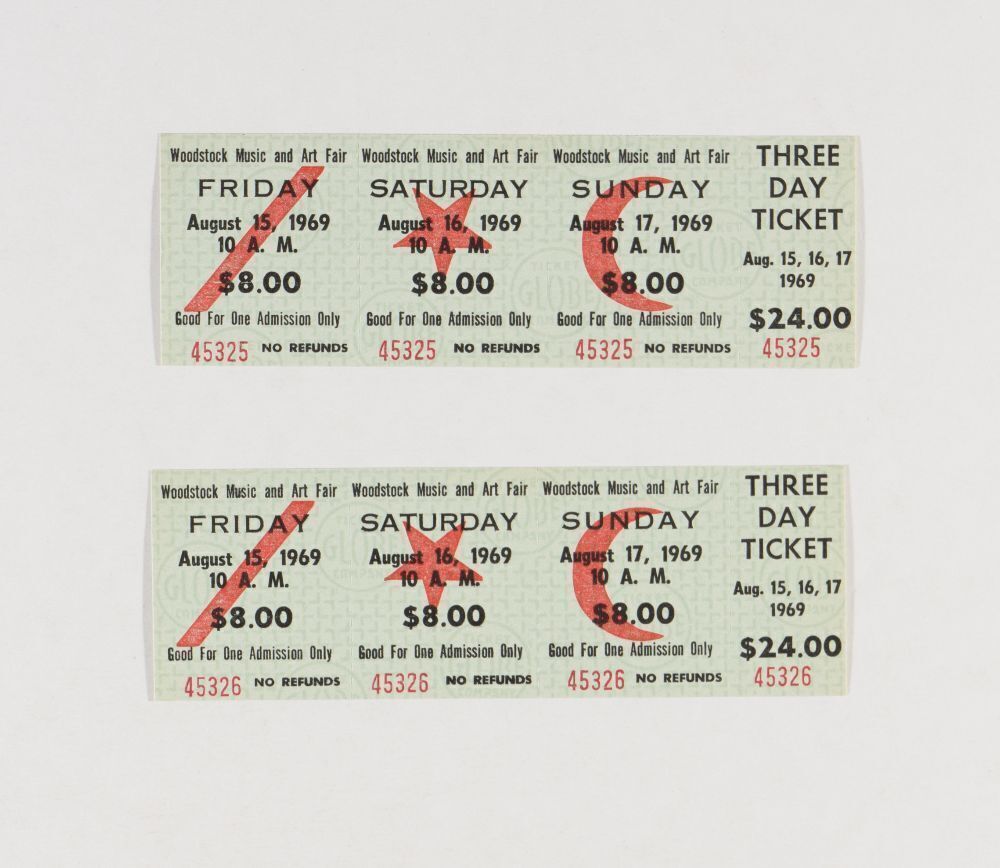 Woodstock Music and Art Fair
FRIDAY
August 15, 1969
10 A. M.
$8.00
Good For One Admission Only
45325 NO REFUNDS
Woodstock Music and Art Fair
SATURDAY
August 16, 1969
10 A. M.
$8.00
Good For One Admission Only
45325 NO REFUNDS
Woodstock Music and Art Fair
SUNDAY
August 17, 1969
10 A. M.
$8.00
Good For One Admission Only
45325 NO REFUNDS
THREE
DAY
TICKET
Aug. 15, 16, 17
1969
$24.00
45325
Woodstock Music and Art Fair
FRIDAY
August 15, 1969
10 A. M.
$8.00
Good For One Admission Only
45326 NO REFUNDS
Woodstock Music and Art Fair
SATURDAY
August 16, 1969
10 A. M.
$8.00
Good For One Admission Only
45326 NO REFUNDS
Woodstock Music and Art Fair
SUNDAY
August 17, 1969
10 A. M.
$8.00
Good For One Admission Only
45326 NO REFUNDS
THREE
DAY
TICKET
Aug. 15, 16, 17
1969
$24.00
45326